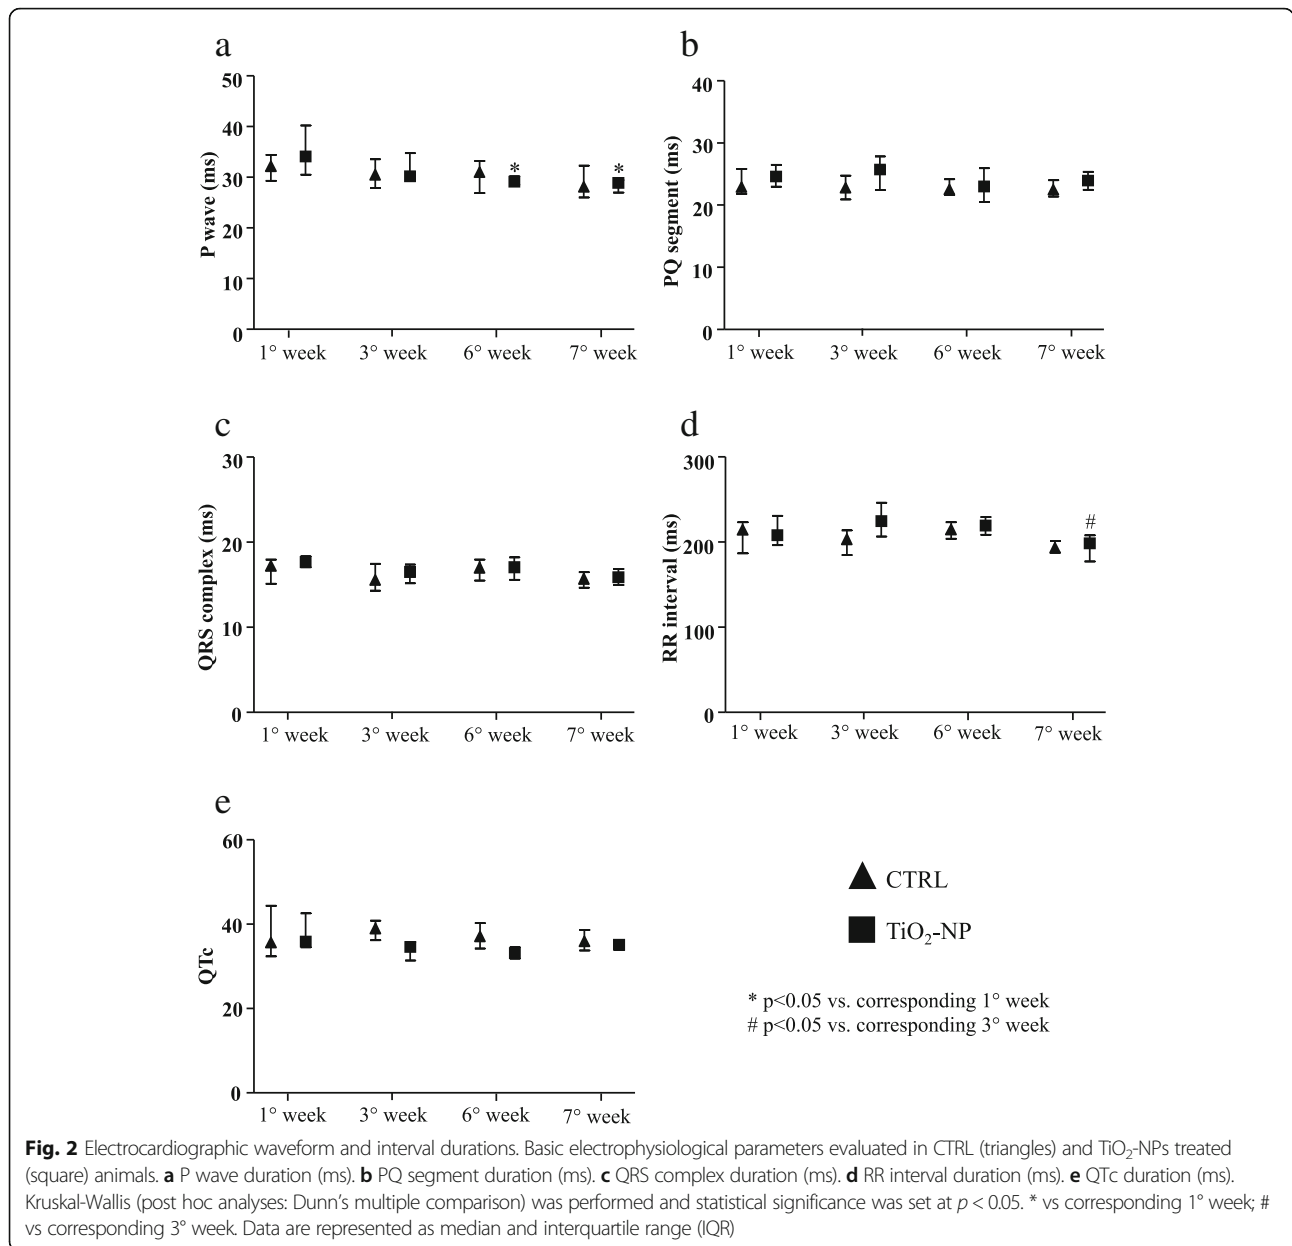 a
50
40
30
20
10
0
P wave (ms)
* *
1° week 3° week 6° week 7° week
b
40
30
20
10
0
PQ segment (ms)
1° week 3° week 6° week 7° week
c
30
20
10
0
QRS complex (ms)
1° week 3° week 6° week 7° week
d
300
200
100
0
RR interval (ms)
#
1° week 3° week 6° week 7° week
e
60
40
20
0
QTc
1° week 3° week 6° week 7° week
CTRL
TiO₂-NP
* p<0.05 vs. corresponding 1° week
# p<0.05 vs. corresponding 3° week
Fig. 2 Electrocardiographic waveform and interval durations. Basic electrophysiological parameters evaluated in CTRL (triangles) and TiO₂-NPs treated
(square) animals. a P wave duration (ms). b PQ segment duration (ms). c QRS complex duration (ms). d RR interval duration (ms). e QTc duration (ms).
Kruskal-Wallis (post hoc analyses: Dunn's multiple comparison) was performed and statistical significance was set at p < 0.05. * vs corresponding 1° week; #
vs corresponding 3° week. Data are represented as median and interquartile range (IQR)